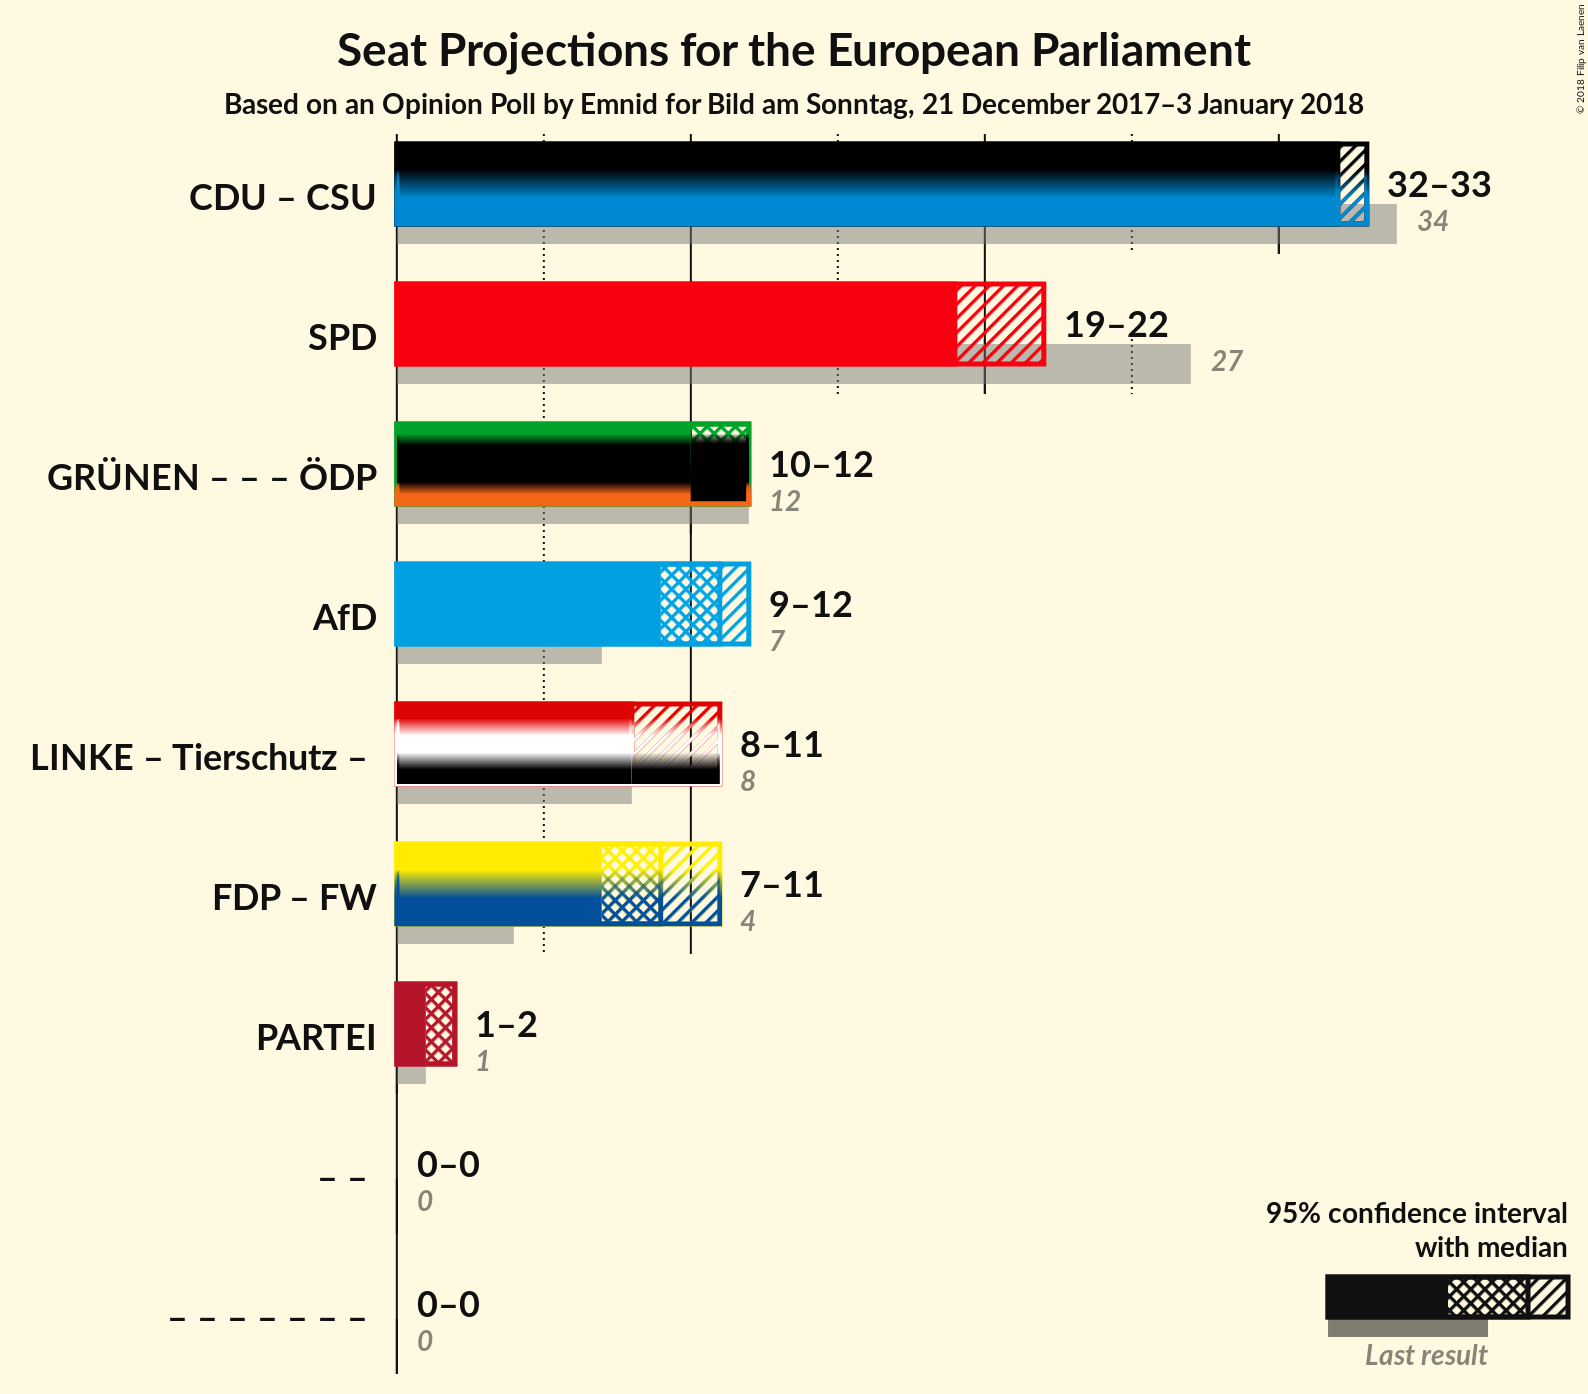 Seat Projections for the European Parliament
Based on an Opinion Poll by Emnid for Bild am Sonntag, 21 December 2017–3 January 2018
© 2018 Filip van Laenen
CDU – CSU
32–33
34
SPD
19–22
27
GRÜNEN – – – ÖDP
10–12
12
AfD
9–12
7
LINKE – Tierschutz –
8–11
8
FDP – FW
7–11
4
PARTEI
1–2
1
– –
0–0
0
– – – – – – –
0–0
0
95% confidence interval
with median
Last result